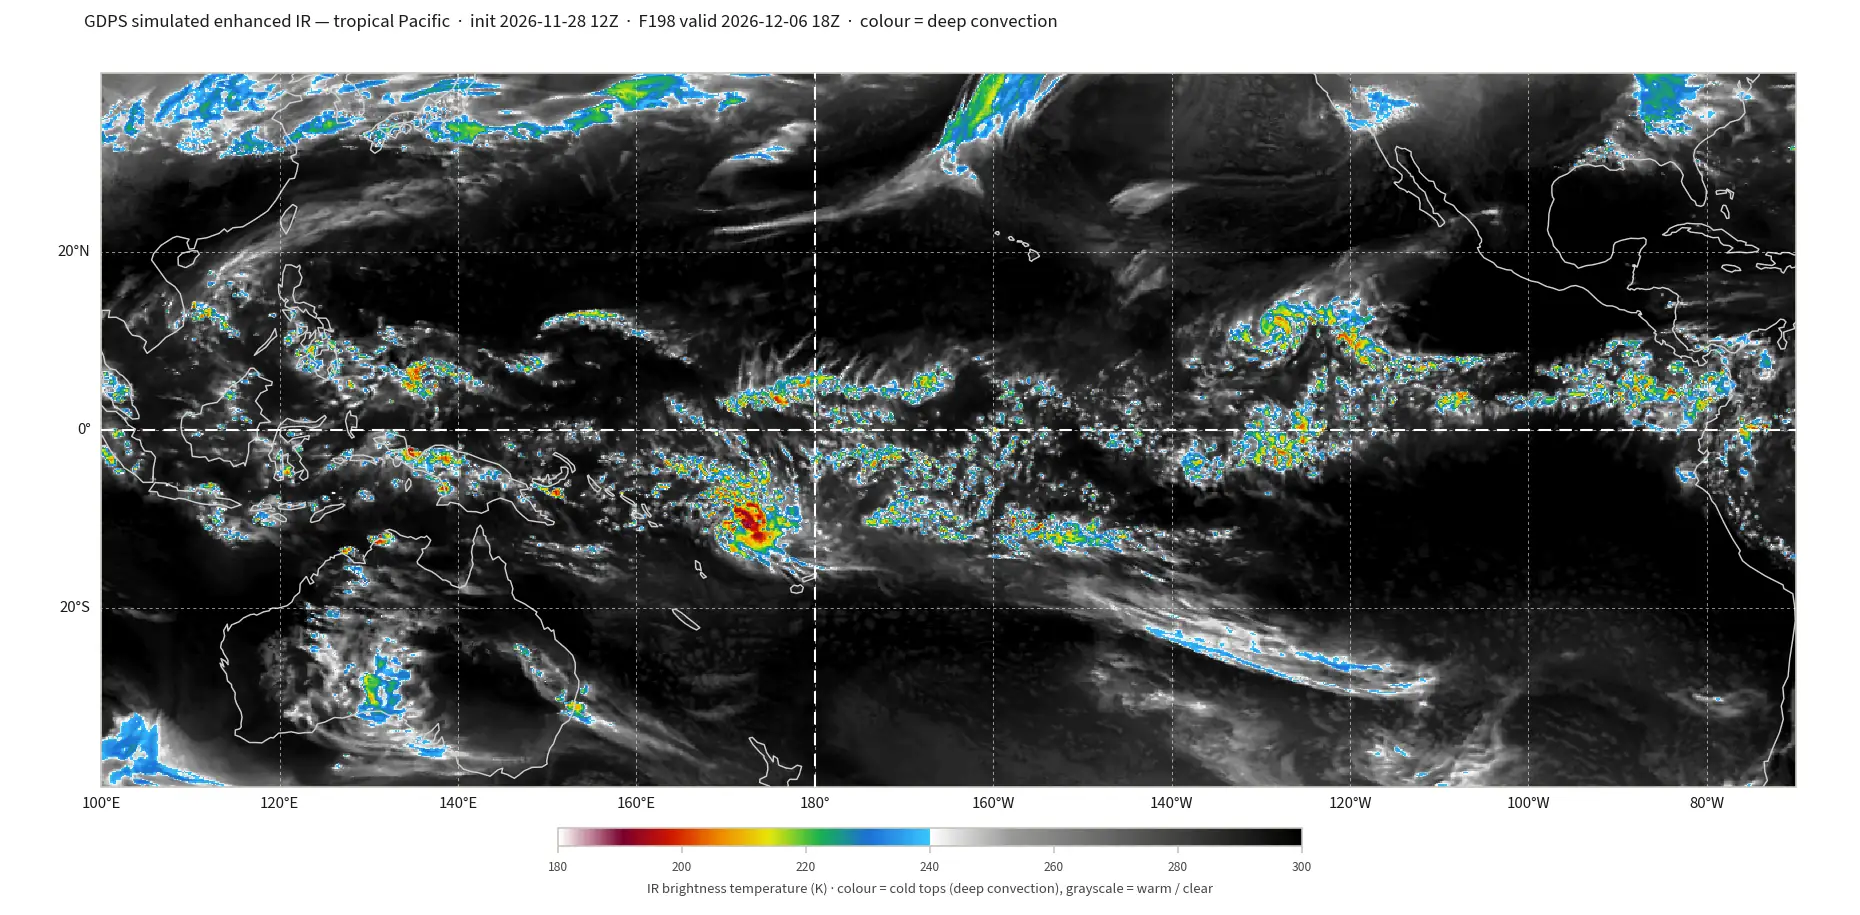 GDPS simulated enhanced IR — tropical Pacific · init 2026-11-28 12Z · F198 valid 2026-12-06 18Z · colour = deep convection
20°N
0°
20°S
100°E 120°E 140°E 160°E 180° 160°W 140°W 120°W 100°W 80°W
180 200 220 240 260 280 300
IR brightness temperature (K) · colour = cold tops (deep convection), grayscale = warm / clear